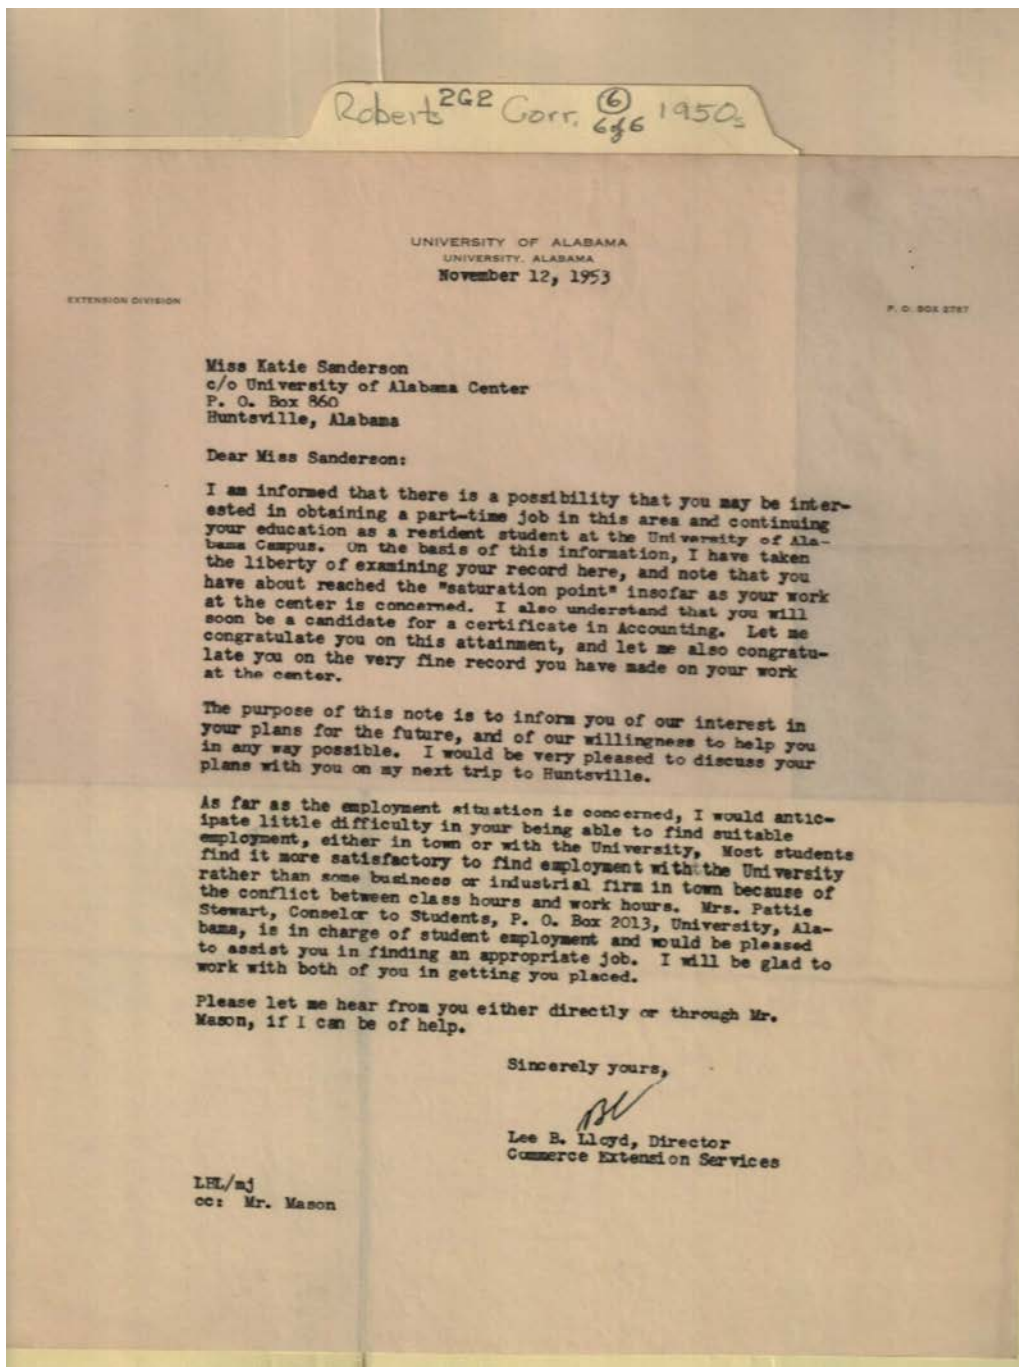 Roberts 2G2 Corr. 6 6 of 6 1950s
UNIVERSITY OF ALABAMA
UNIVERSITY, ALABAMA
November 12, 1953
EXTENSION DIVISION
P. O. BOX 2767
Miss Katie Sanderson
c/o University of Alabama Center
P. O. Box 860
Huntsville, Alabama
Dear Miss Sanderson:
I am informed that there is a possibility that you may be inter-
ested in obtaining a part-time job in this area and continuing
your education as a resident student at the University of Ala-
bama Campus. On the basis of this information, I have taken
the liberty of examining your record here, and note that you
have about reached the "saturation point" insofar as your work
at the center is concerned. I also understand that you will
soon be a candidate for a certificate in Accounting. Let me
congratulate you on this attainment, and let me also congratu-
late you on the very fine record you have made on your work
at the center.
The purpose of this note is to inform you of our interest in
your plans for the future, and of our willingness to help you
in any way possible. I would be very pleased to discuss your
plans with you on my next trip to Huntsville.
As far as the employment situation is concerned, I would antic-
ipate little difficulty in your being able to find suitable
employment, either in town or with the University. Most students
find it more satisfactory to find employment with the University
rather than some business or industrial firm in town because of
the conflict between class hours and work hours. Mrs. Pattie
Stewart, Conselor to Students, P. O. Box 2013, University, Ala-
bama, is in charge of student employment and would be pleased
to assist you in finding an appropriate job. I will be glad to
work with both of you in getting you placed.
Please let me hear from you either directly or through Mr.
Mason, if I can be of help.
Sincerely yours,
BL
Lee B. Lloyd, Director
Commerce Extension Services
LBL/mj
cc: Mr. Mason